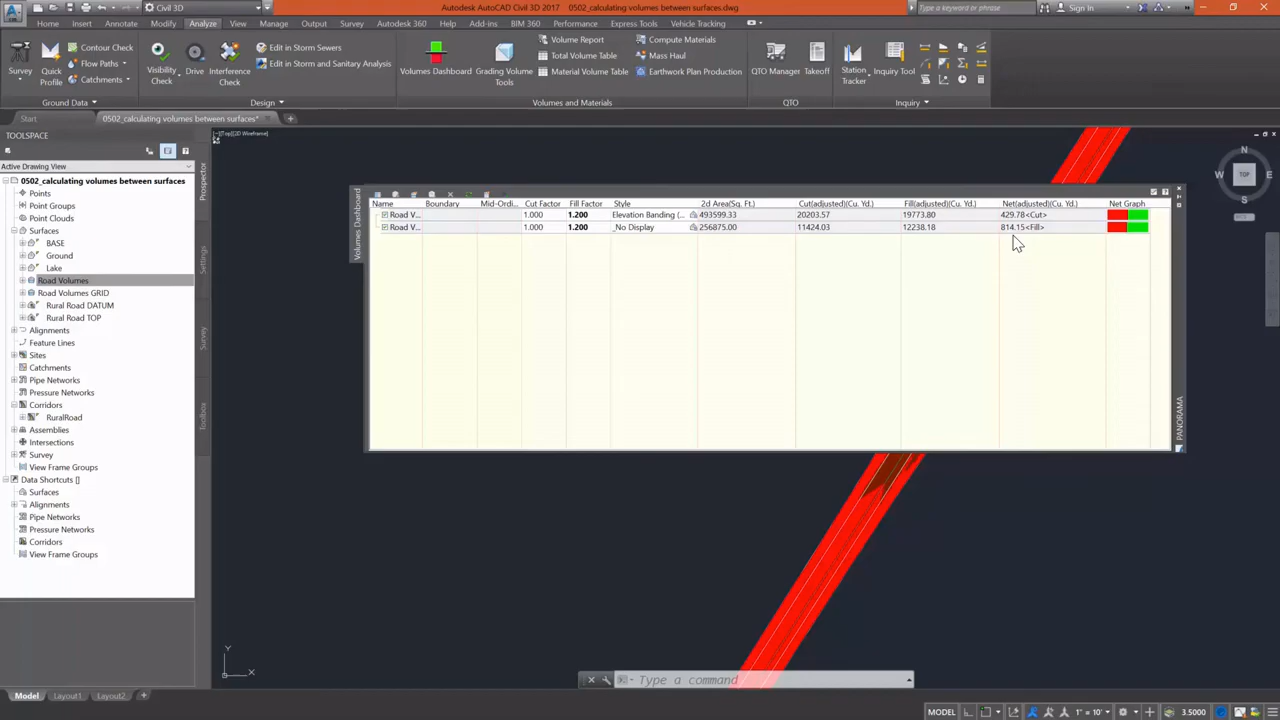 Civil 3D
Autodesk AutoCAD Civil 3D 2017 0502_calculating volumes between surfaces.dwg
Type a keyword or phrase
Sign In
Home Insert Annotate Modify Analyze View Manage Output Survey Autodesk 360 Help Add-ins BIM 360 Performance Express Tools Vehicle Tracking
Survey
Quick Profile
Contour Check
Flow Paths
Catchments
Visibility Check
Drive
Interference Check
Edit in Storm Sewers
Edit in Storm and Sanitary Analysis
Volumes Dashboard
Grading Volume Tools
Volume Report
Total Volume Table
Material Volume Table
Compute Materials
Mass Haul
Earthwork Plan Production
QTO Manager
Takeoff
Station Tracker
Inquiry Tool
Ground Data
Design
Volumes and Materials
QTO
Inquiry
Start
0502_calculating volumes between surfaces*
TOOLSPACE
[−][Top][2D Wireframe]
Active Drawing View
0502_calculating volumes between surfaces
Points
Point Groups
Point Clouds
Surfaces
BASE
Ground
Lake
Road Volumes
Road Volumes GRID
Rural Road DATUM
Rural Road TOP
Alignments
Feature Lines
Sites
Catchments
Pipe Networks
Pressure Networks
Corridors
RuralRoad
Assemblies
Intersections
Survey
View Frame Groups
Data Shortcuts []
Surfaces
Alignments
Pipe Networks
Pressure Networks
Corridors
View Frame Groups
Prospector
Settings
Survey
Toolbox
Volumes Dashboard
Name Boundary Mid-Ordi... Cut Factor Fill Factor Style 2d Area(Sq. Ft.) Cut(adjusted)(Cu. Yd.) Fill(adjusted)(Cu. Yd.) Net(adjusted)(Cu. Yd.) Net Graph
Road V... 1.000 1.200 Elevation Banding (... 493599.33 20203.57 19773.80 429.78<Cut>
Road V... 1.000 1.200 _No Display 256875.00 11424.03 12238.18 814.15<Fill>
PANORAMA
N
W TOP E
S
Y
X
Type a command
Model Layout1 Layout2
MODEL 1" = 10' 3.5000